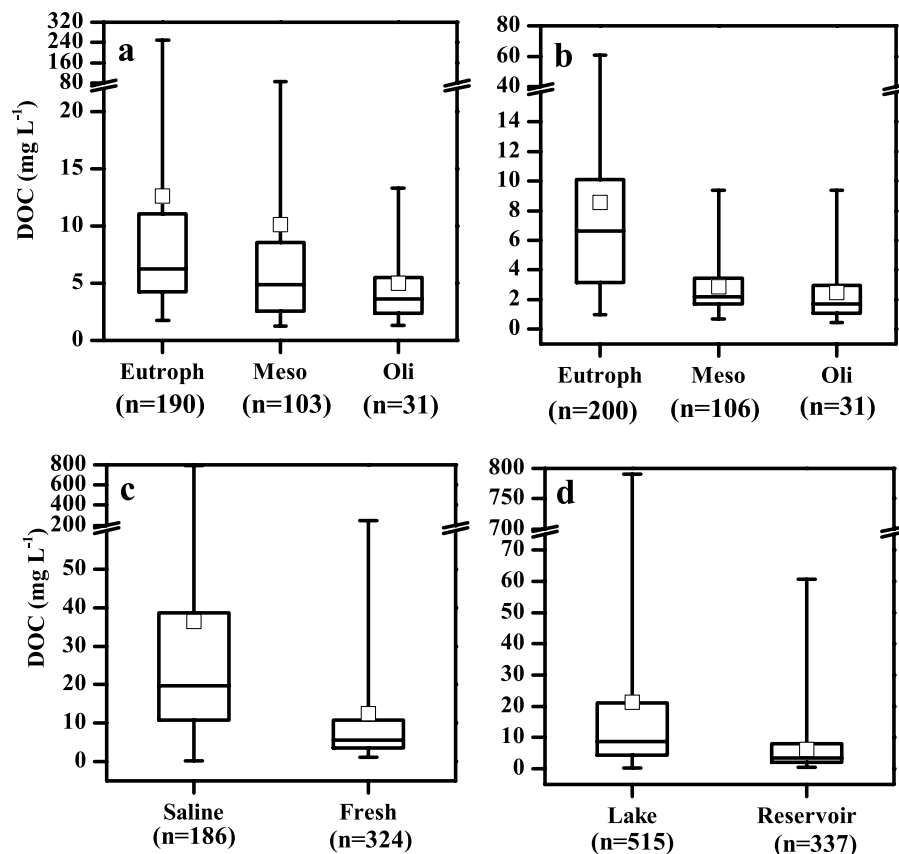 a
DOC (mg L⁻¹)
320
240
160
80
20
15
10
5
0
Eutroph Meso Oli
(n=190) (n=103) (n=31)
b
80
60
40
14
12
10
8
6
4
2
0
Eutroph Meso Oli
(n=200) (n=106) (n=31)
c
DOC (mg L⁻¹)
800
600
400
200
50
40
30
20
10
0
Saline Fresh
(n=186) (n=324)
d
800
750
700
70
60
50
40
30
20
10
0
Lake Reservoir
(n=515) (n=337)